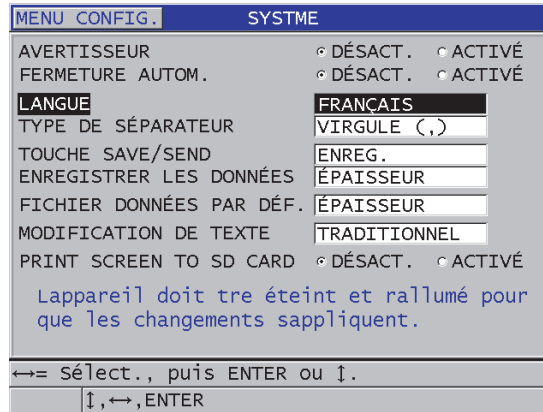 MENU CONFIG. SYSTME
AVERTISSEUR DÉSACT. ACTIVÉ
FERMETURE AUTOM. DÉSACT. ACTIVÉ
LANGUE FRANÇAIS
TYPE DE SÉPARATEUR VIRGULE (,)
TOUCHE SAVE/SEND ENREG.
ENREGISTRER LES DONNÉES ÉPAISSEUR
FICHIER DONNÉES PAR DÉF. ÉPAISSEUR
MODIFICATION DE TEXTE TRADITIONNEL
PRINT SCREEN TO SD CARD DÉSACT. ACTIVÉ
Lappareil doit tre éteint et rallumé pour
que les changements sappliquent.
↔= Sélect., puis ENTER ou ↕.
↕,↔,ENTER